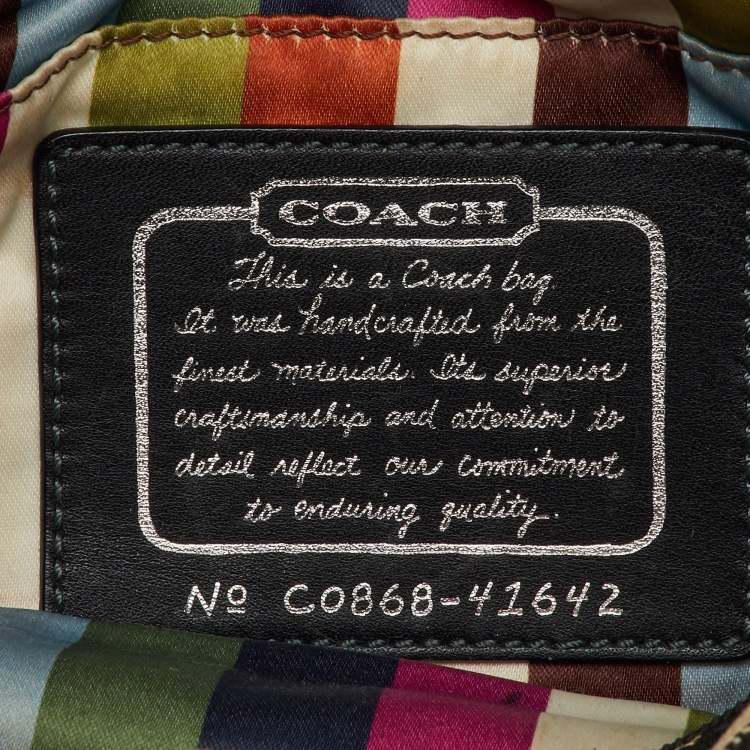 COACH
This is a Coach bag.
It was handcrafted from the
finest materials. Its superior
craftsmanship and attention to
detail reflect our commitment
to enduring quality.
Nº C0868-41642